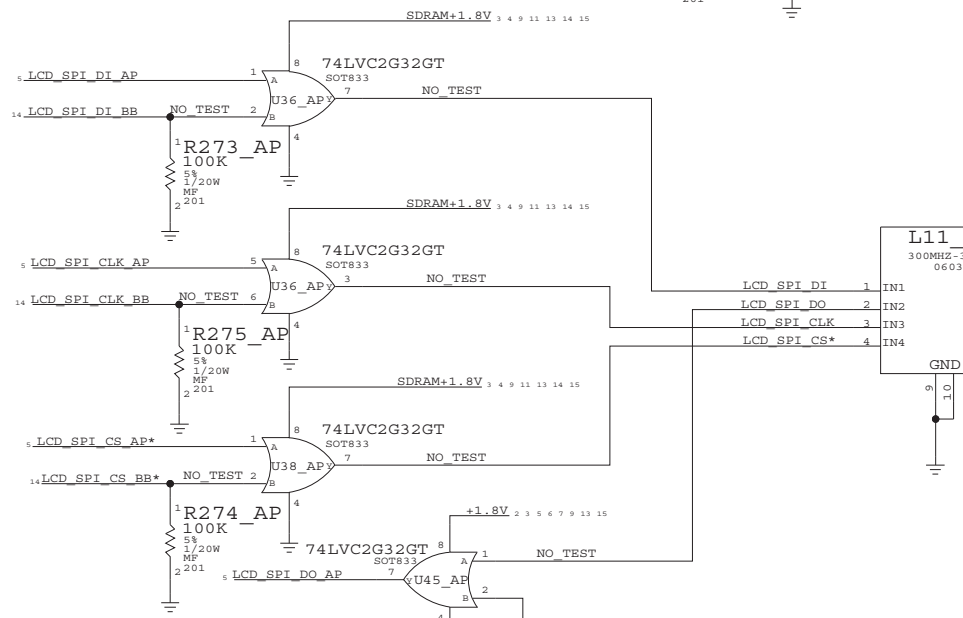 201
SDRAM+1.8V 3 4 9 11 13 14 15
8 74LVC2G32GT
SOT833
5 LCD_SPI_DI_AP 1 A
U36_AP Y 7 NO_TEST
14 LCD_SPI_DI_BB NO_TEST 2 B
4
1 R273_AP
100K
5%
1/20W
MF
2 201
SDRAM+1.8V 3 4 9 11 13 14 15
8 74LVC2G32GT
SOT833
5 LCD_SPI_CLK_AP 5 A
U36_AP Y 3 NO_TEST
14 LCD_SPI_CLK_BB NO_TEST 6 B
4
1 R275_AP
100K
5%
1/20W
MF
2 201
L11_
300MHZ-
0603
LCD_SPI_DI 1 IN1
LCD_SPI_DO 2 IN2
LCD_SPI_CLK 3 IN3
LCD_SPI_CS* 4 IN4
GND
9 10
SDRAM+1.8V 3 4 9 11 13 14 15
8 74LVC2G32GT
SOT833
5 LCD_SPI_CS_AP* 1 A
U38_AP Y 7 NO_TEST
14 LCD_SPI_CS_BB* NO_TEST 2 B
4
1 R274_AP
100K
5%
1/20W
MF
2 201
+1.8V 2 3 5 6 7 9 13 15
74LVC2G32GT 8
SOT833
A 1 NO_TEST
5 LCD_SPI_DO_AP 7 Y U45_AP
B 2
4